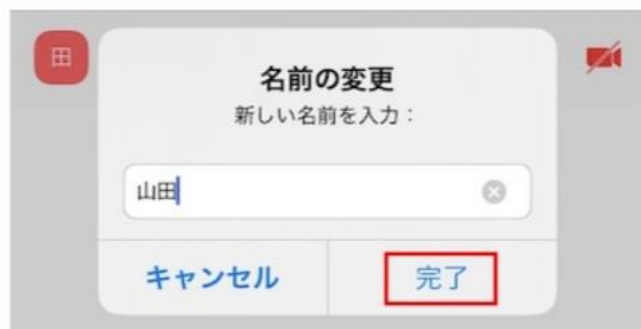 田
名前の変更
新しい名前を入力：
山田
キャンセル
完了